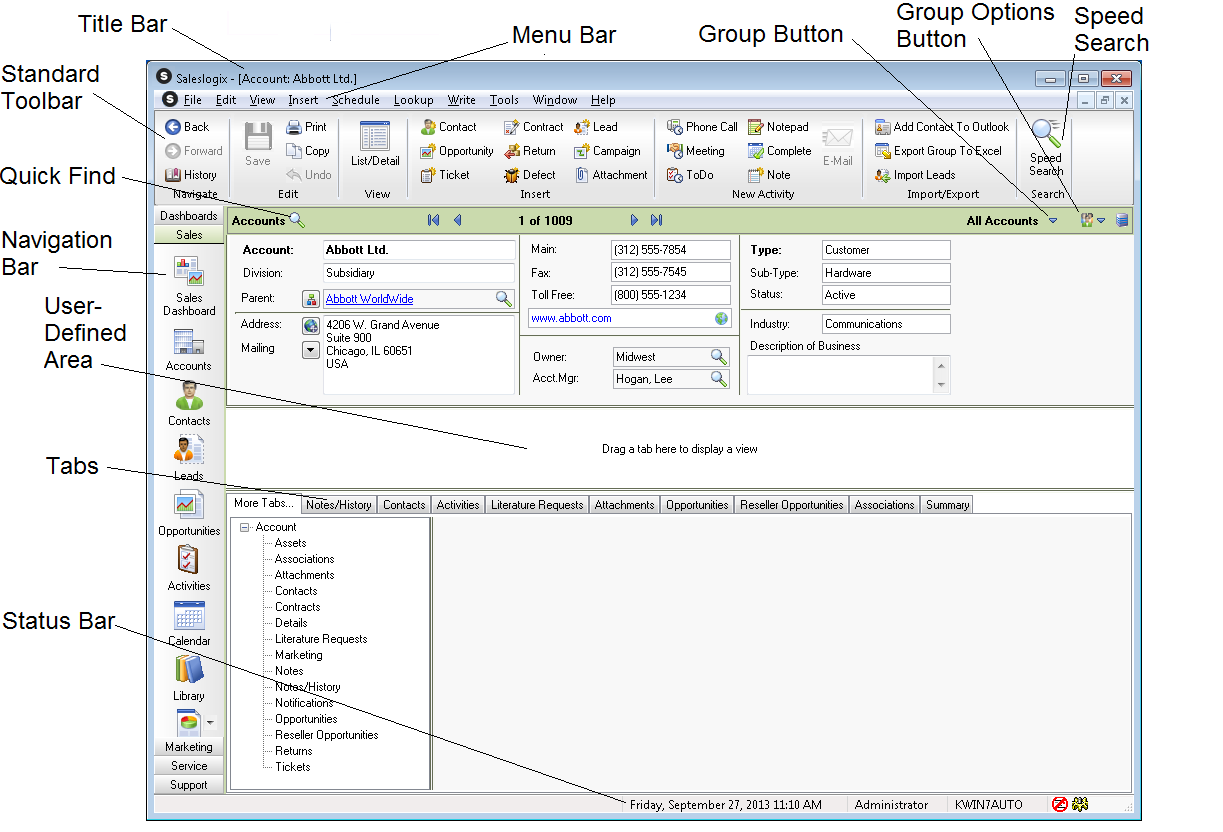 Title Bar
Menu Bar
Group Button
Group Options
Button
Speed
Search
Standard
Toolbar
Quick Find
Navigation
Bar
User-
Defined
Area
Tabs
Status Bar
Saleslogix - [Account: Abbott Ltd.]
File Edit View Insert Schedule Lookup Write Tools Window Help
Back
Forward
History
Navigate
Save
Print
Copy
Undo
Edit
List/Detail
View
Contact Contract Lead
Opportunity Return Campaign
Ticket Defect Attachment
Insert
Phone Call Notepad
Meeting Complete
ToDo Note
E-Mail
New Activity
Add Contact To Outlook
Export Group To Excel
Import Leads
Import/Export
Speed
Search
Search
Dashboards
Sales
Sales
Dashboard
Accounts
Contacts
Leads
Opportunities
Activities
Calendar
Library
Marketing
Service
Support
Accounts 1 of 1009 All Accounts
Account: Abbott Ltd.
Division: Subsidiary
Parent: Abbott WorldWide
Address: 4206 W. Grand Avenue
Mailing Suite 900
Chicago, IL 60651
USA
Main: (312) 555-7854
Fax: (312) 555-7545
Toll Free: (800) 555-1234
www.abbott.com
Owner: Midwest
Acct.Mgr: Hogan, Lee
Type: Customer
Sub-Type: Hardware
Status: Active
Industry: Communications
Description of Business
Drag a tab here to display a view
More Tabs... Notes/History Contacts Activities Literature Requests Attachments Opportunities Reseller Opportunities Associations Summary
Account
Assets
Associations
Attachments
Contacts
Contracts
Details
Literature Requests
Marketing
Notes
Notes/History
Notifications
Opportunities
Reseller Opportunities
Returns
Tickets
Friday, September 27, 2013 11:10 AM Administrator KWIN7AUTO